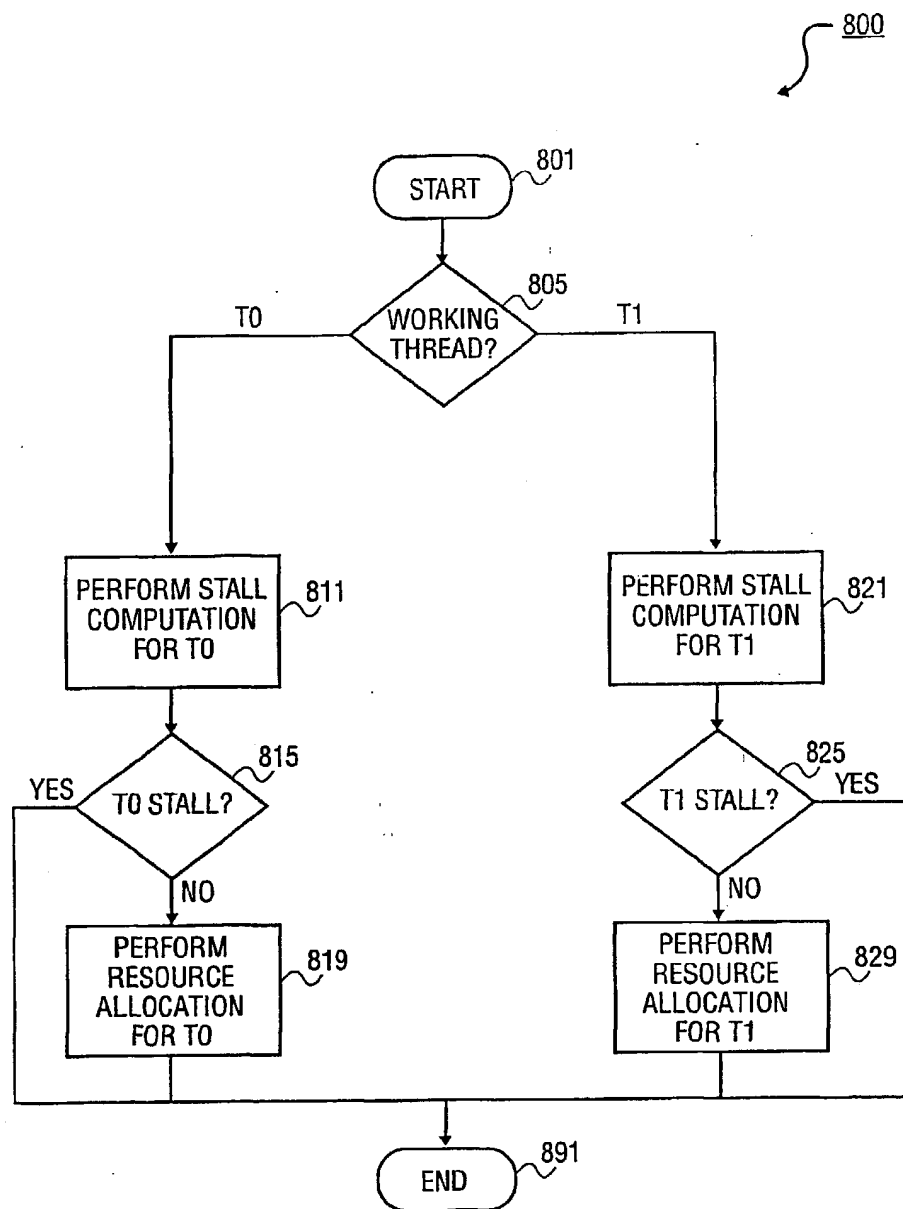 800
START
801
WORKING
THREAD?
805
T0
T1
PERFORM STALL
COMPUTATION
FOR T0
811
PERFORM STALL
COMPUTATION
FOR T1
821
T0 STALL?
815
YES
NO
T1 STALL?
825
YES
NO
PERFORM
RESOURCE
ALLOCATION
FOR T0
819
PERFORM
RESOURCE
ALLOCATION
FOR T1
829
END
891